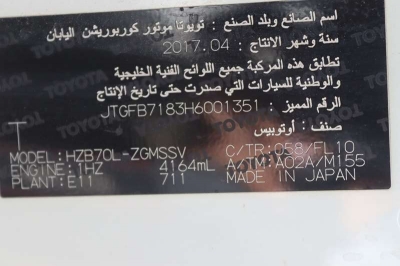 اسم الصانع وبلد الصنع : تويوتا موتور كوربوريشن اليابان
سنة وشهر الانتاج : 2017.04
تطابق هذه المركبة جميع اللوائح الفنية الخليجية
والوطنية للسيارات التي صدرت حتى تاريخ الإنتاج
الرقم المميز : JTGFB7183H6001351
صنف : أوتوبيس
MODEL: HZB70L-ZGMSSV C/TR: 058/FL10
ENGINE: 1HZ 4164mL A/TM: A02A/M155
PLANT: E11 711 MADE IN JAPAN